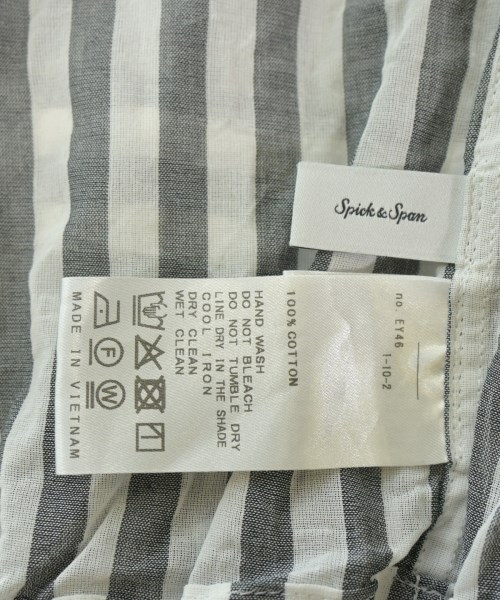 Spick & Span
no. EY46
1-10-2
100% COTTON
HAND WASH
DO NOT BLEACH
DO NOT TUMBLE DRY
LINE DRY IN THE SHADE
COOL IRON
DRY CLEAN
WET CLEAN
F
W
MADE IN VIETNAM